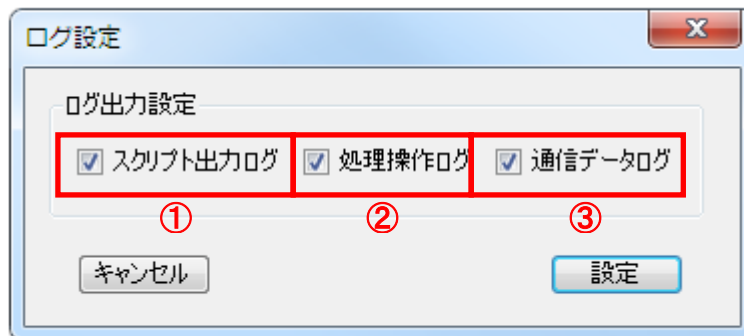 ログ設定
ログ出力設定
スクリプト出力ログ 処理操作ログ 通信データログ
① ② ③
キャンセル 設定